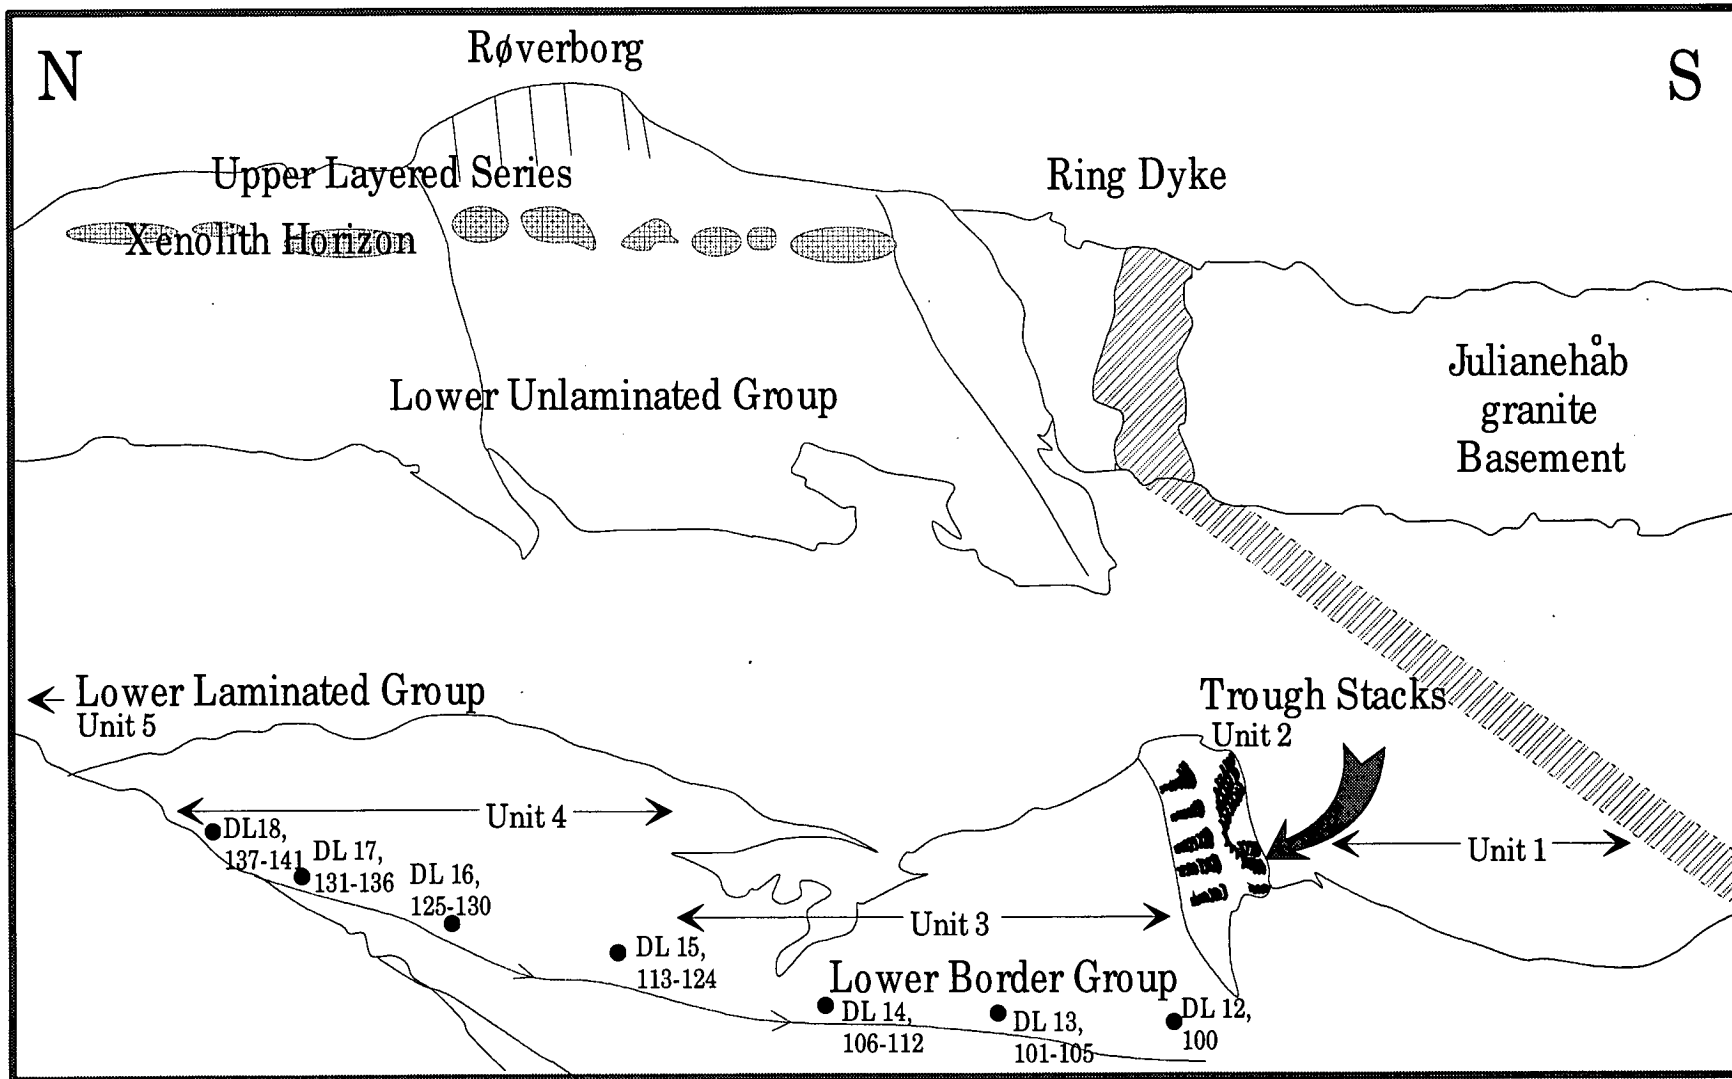 N
Røverborg
S
Upper Layered Series
Ring Dyke
Xenolith Horizon
Julianehåb
granite
Basement
Lower Unlaminated Group
Lower Laminated Group
Unit 5
Trough Stacks
Unit 2
Unit 4
Unit 1
DL18,
137-141
DL 17,
131-136
DL 16,
125-130
Unit 3
DL 15,
113-124
Lower Border Group
DL 14,
106-112
DL 13,
101-105
DL 12,
100